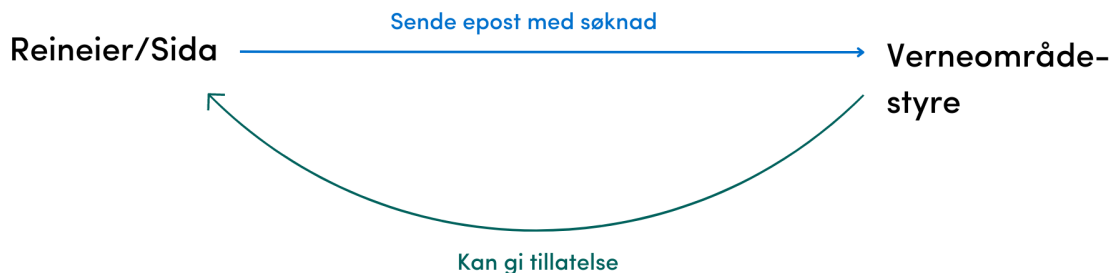 Sende epost med søknad
Reineier/Sida
Verneområde-
styre
Kan gi tillatelse